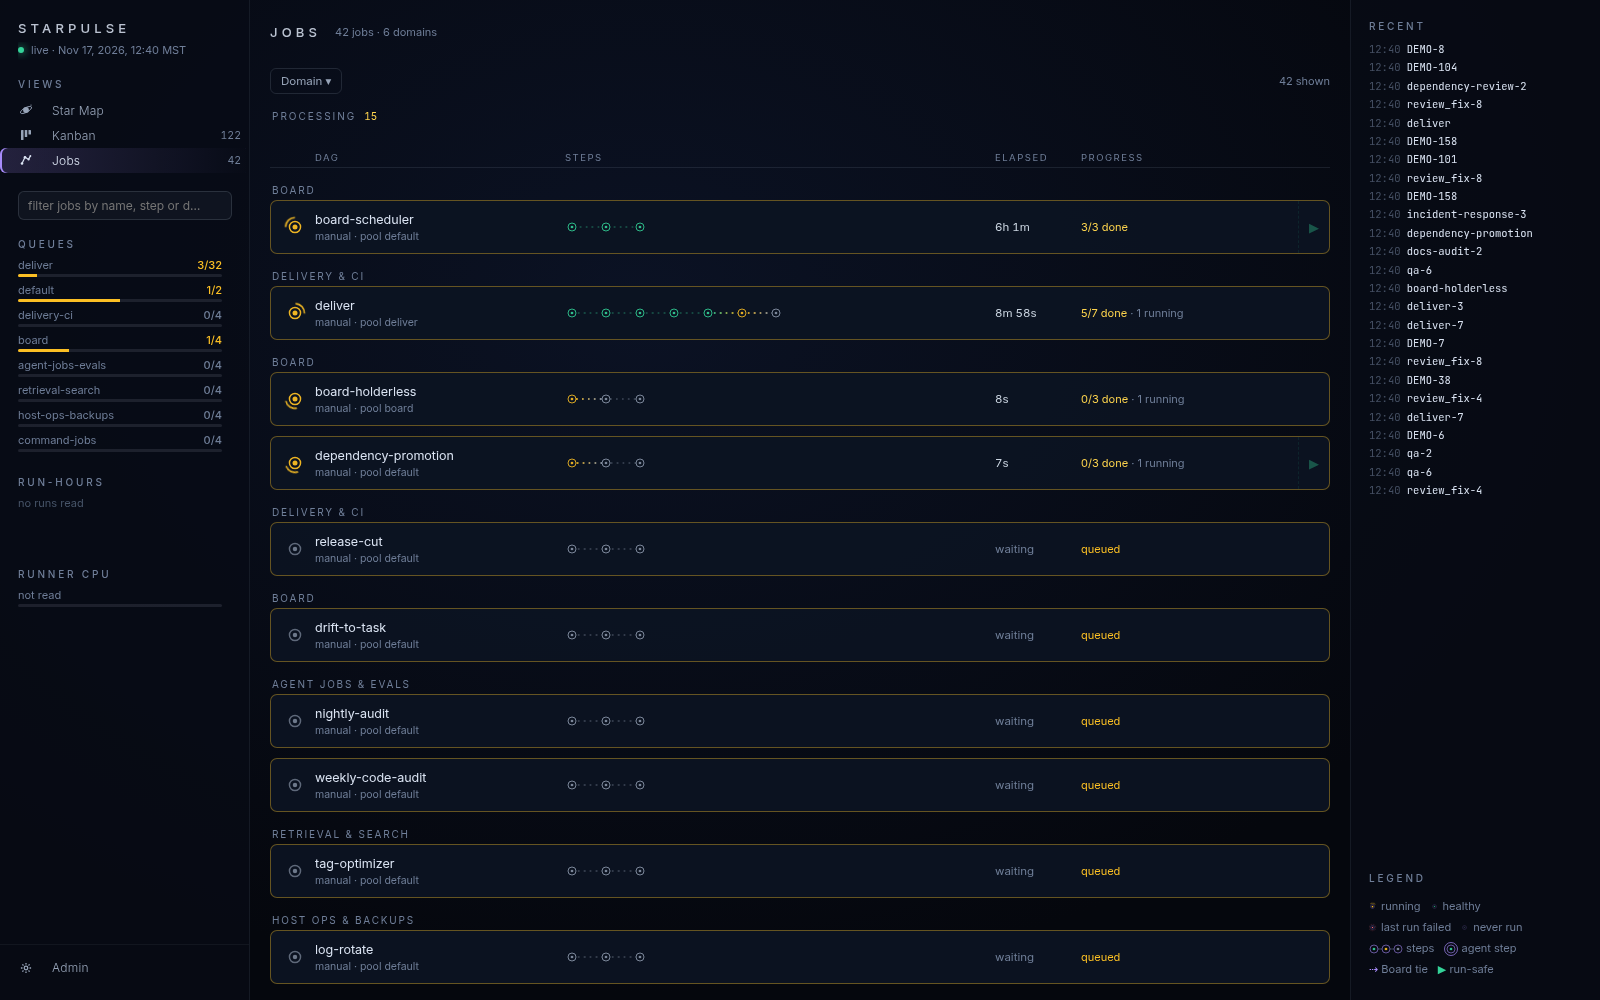 STARPULSE
live · Nov 17, 2026, 12:40 MST
VIEWS
Star Map
Kanban 122
Jobs 42
filter jobs by name, step or d...
QUEUES
deliver 3/32
default 1/2
delivery-ci 0/4
board 1/4
agent-jobs-evals 0/4
retrieval-search 0/4
host-ops-backups 0/4
command-jobs 0/4
RUN-HOURS
no runs read
RUNNER CPU
not read
Admin
JOBS 42 jobs · 6 domains
Domain ▾ 42 shown
PROCESSING 15
DAG STEPS ELAPSED PROGRESS
BOARD
board-scheduler
manual · pool default
6h 1m 3/3 done
DELIVERY & CI
deliver
manual · pool deliver
8m 58s 5/7 done · 1 running
BOARD
board-holderless
manual · pool board
8s 0/3 done · 1 running
dependency-promotion
manual · pool default
7s 0/3 done · 1 running
DELIVERY & CI
release-cut
manual · pool default
waiting queued
BOARD
drift-to-task
manual · pool default
waiting queued
AGENT JOBS & EVALS
nightly-audit
manual · pool default
waiting queued
weekly-code-audit
manual · pool default
waiting queued
RETRIEVAL & SEARCH
tag-optimizer
manual · pool default
waiting queued
HOST OPS & BACKUPS
log-rotate
manual · pool default
waiting queued
RECENT
12:40 DEMO-8
12:40 DEMO-104
12:40 dependency-review-2
12:40 review_fix-8
12:40 deliver
12:40 DEMO-158
12:40 DEMO-101
12:40 review_fix-8
12:40 DEMO-158
12:40 incident-response-3
12:40 dependency-promotion
12:40 docs-audit-2
12:40 qa-6
12:40 board-holderless
12:40 deliver-3
12:40 deliver-7
12:40 DEMO-7
12:40 review_fix-8
12:40 DEMO-38
12:40 review_fix-4
12:40 deliver-7
12:40 DEMO-6
12:40 qa-2
12:40 qa-6
12:40 review_fix-4
LEGEND
running healthy
last run failed never run
steps agent step
Board tie run-safe